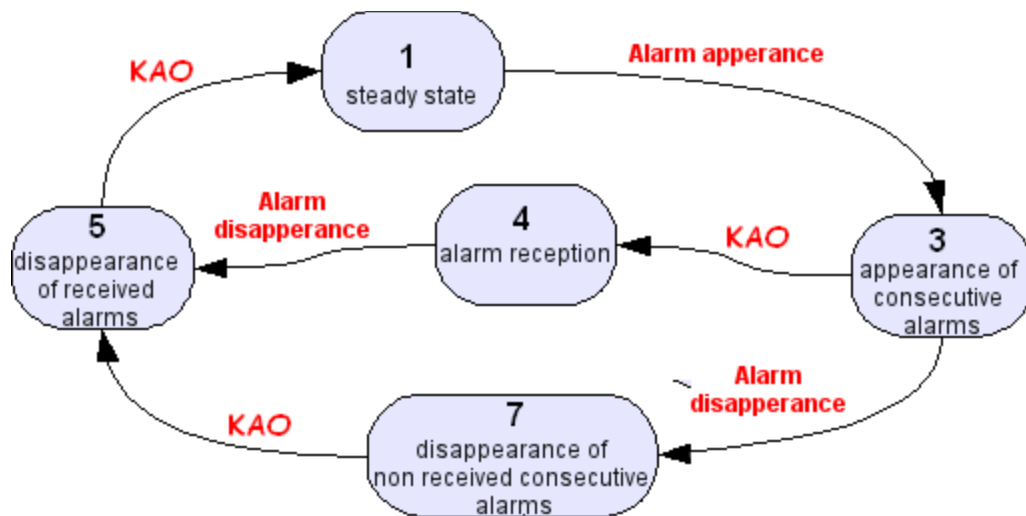 1
steady state
KAO
Alarm apperance
5
disappearance
of received
alarms
Alarm
disapperance
4
alarm reception
KAO
3
appearance of
consecutive
alarms
KAO
7
disappearance of
non received consecutive
alarms
Alarm
disapperance